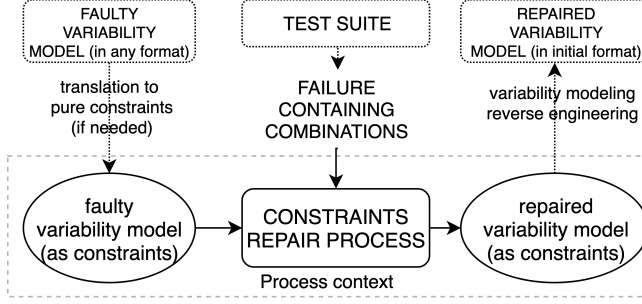 FAULTY
VARIABILITY
MODEL (in any format)
TEST SUITE
REPAIRED
VARIABILITY
MODEL (in initial format)
translation to
pure constraints
(if needed)
FAILURE
CONTAINING
COMBINATIONS
variability modeling
reverse engineering
faulty
variability model
(as constraints)
CONSTRAINTS
REPAIR PROCESS
repaired
variability model
(as constraints)
Process context